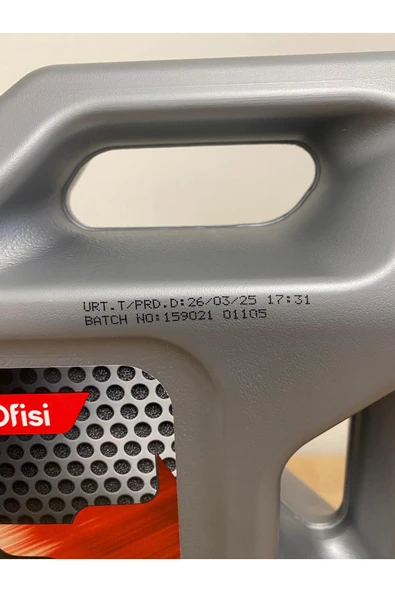 URT.T/PRD.D:26/03/25 17:31
BATCH NO:159021 01105
Ofisi